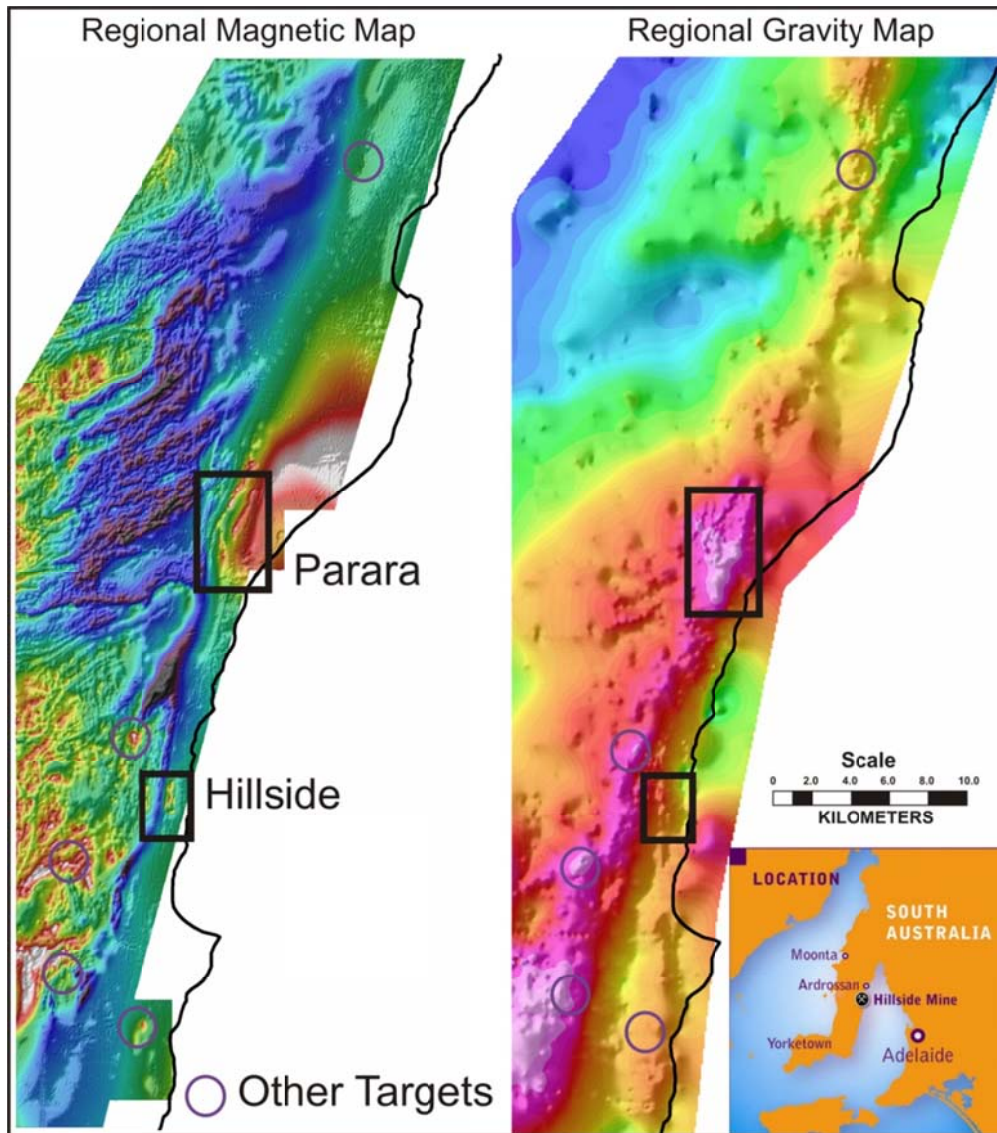 Regional Magnetic Map
Regional Gravity Map
Parara
Hillside
Other Targets
Scale
0 2.0 4.0 6.0 8.0 10.0
KILOMETERS
LOCATION
SOUTH
AUSTRALIA
Moonta
Ardrossan
Hillside Mine
Yorketown
Adelaide